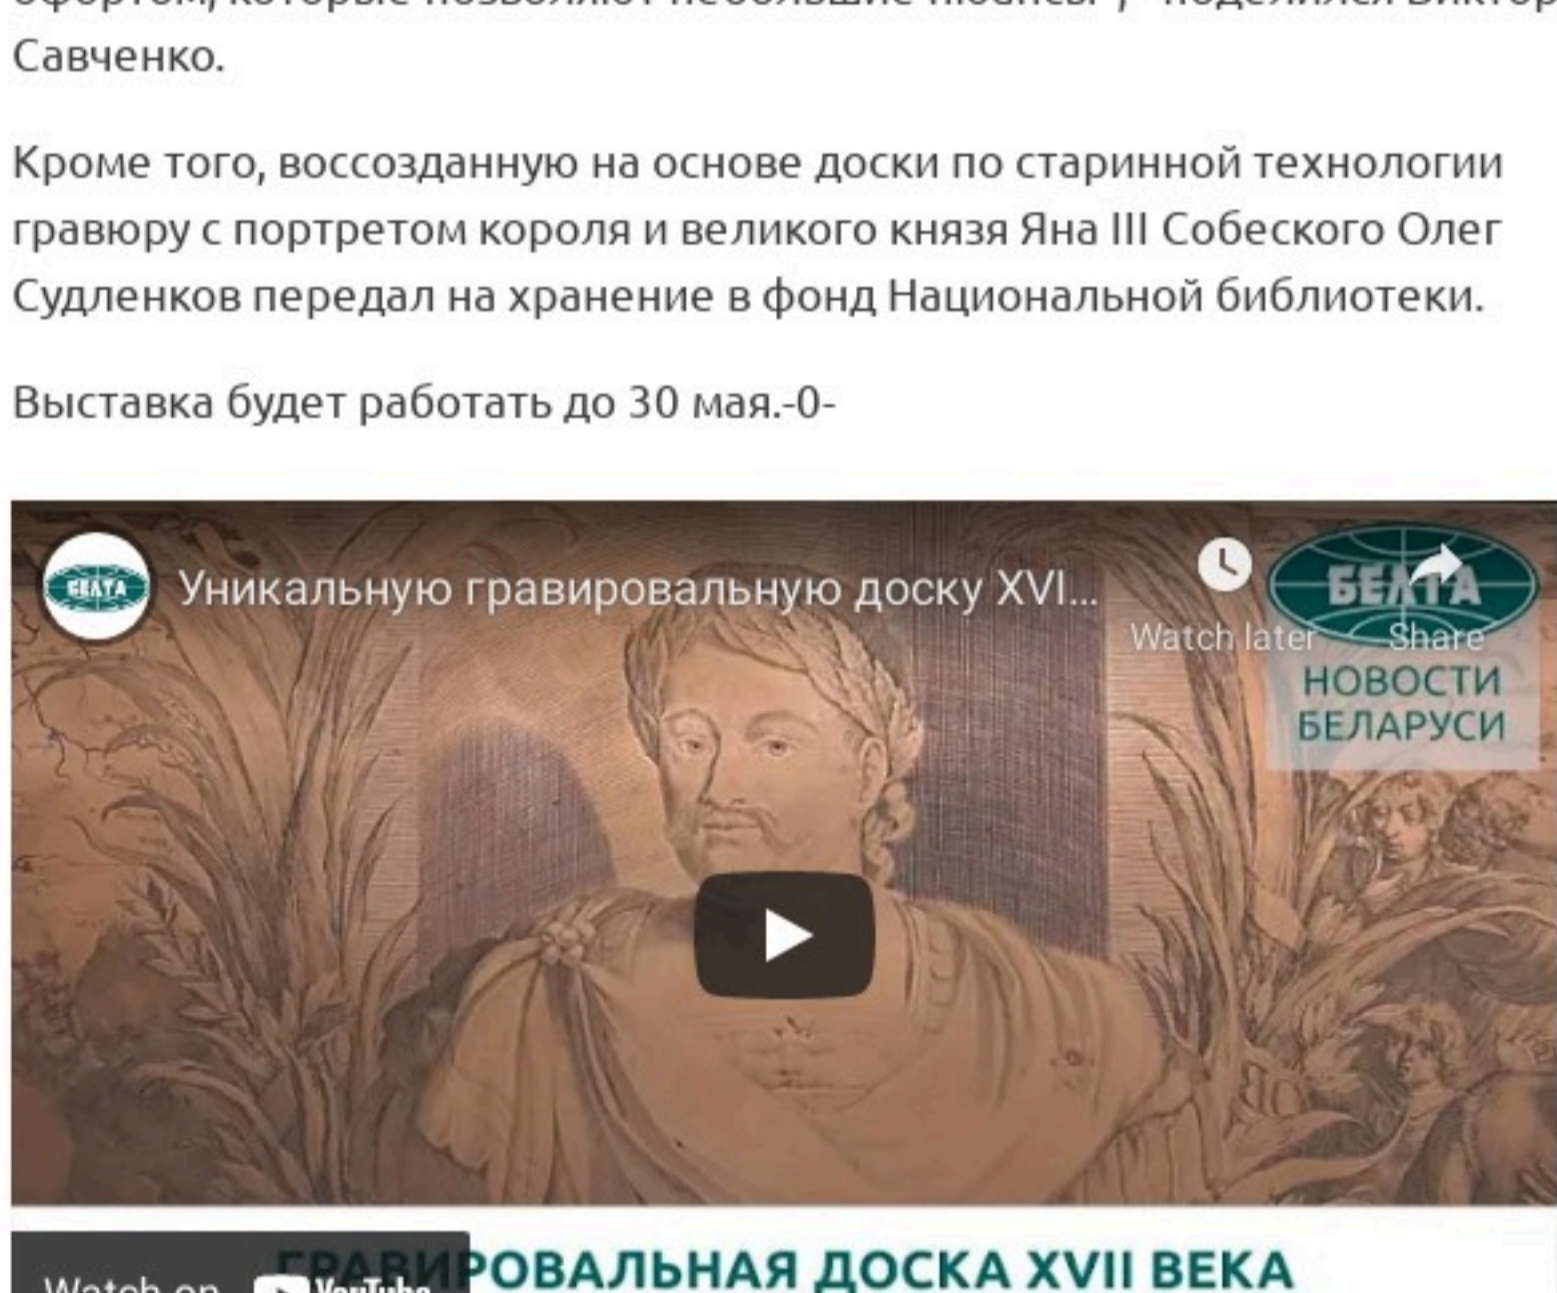 Савченко.
Кроме того, воссозданную на основе доски по старинной технологии
гравюру с портретом короля и великого князя Яна III Собеского Олег
Судленков передал на хранение в фонд Национальной библиотеки.
Выставка будет работать до 30 мая.-0-
БЕЛТА
Уникальную гравировальную доску XVI...
Watch later
Share
БЕЛТА
НОВОСТИ
БЕЛАРУСИ
ГРАВИРОВАЛЬНАЯ ДОСКА XVII ВЕКА
Watch on YouTube